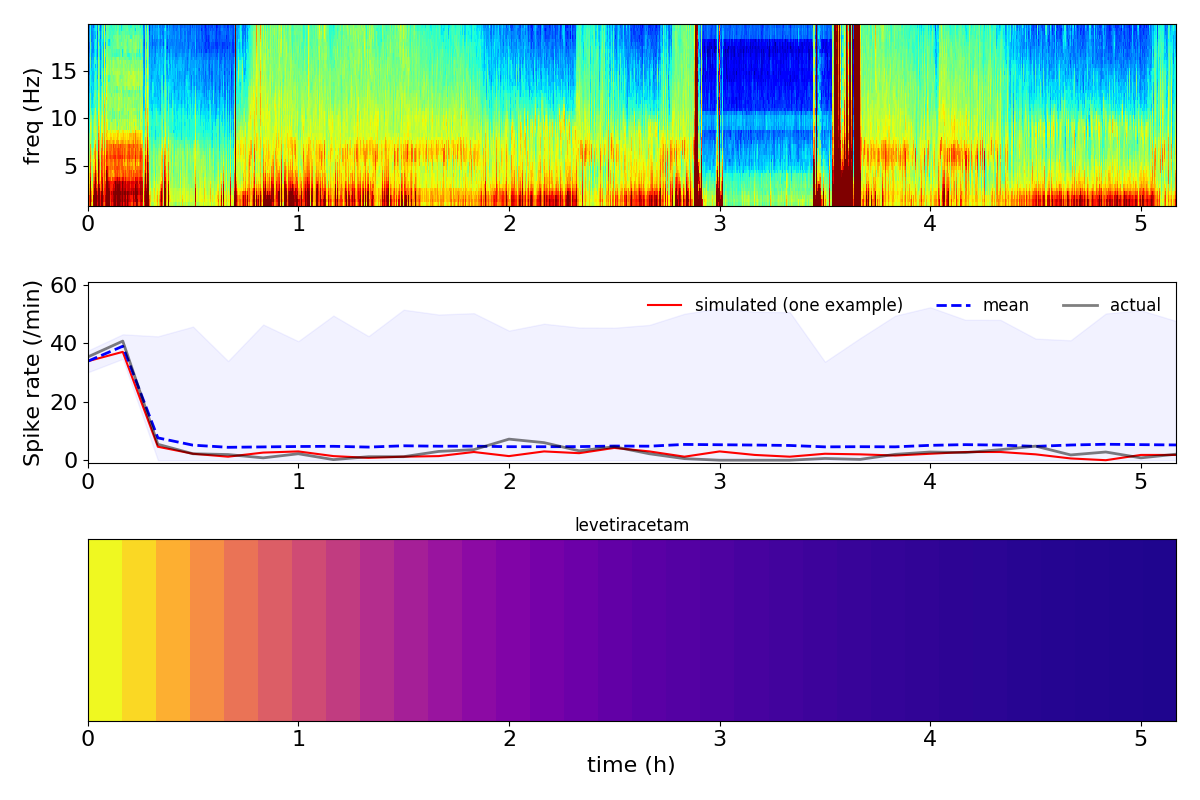 freq (Hz)
15
10
5
0 1 2 3 4 5
Spike rate (/min)
60
40
20
0
simulated (one example) mean actual
0 1 2 3 4 5
levetiracetam
0 1 2 3 4 5
time (h)